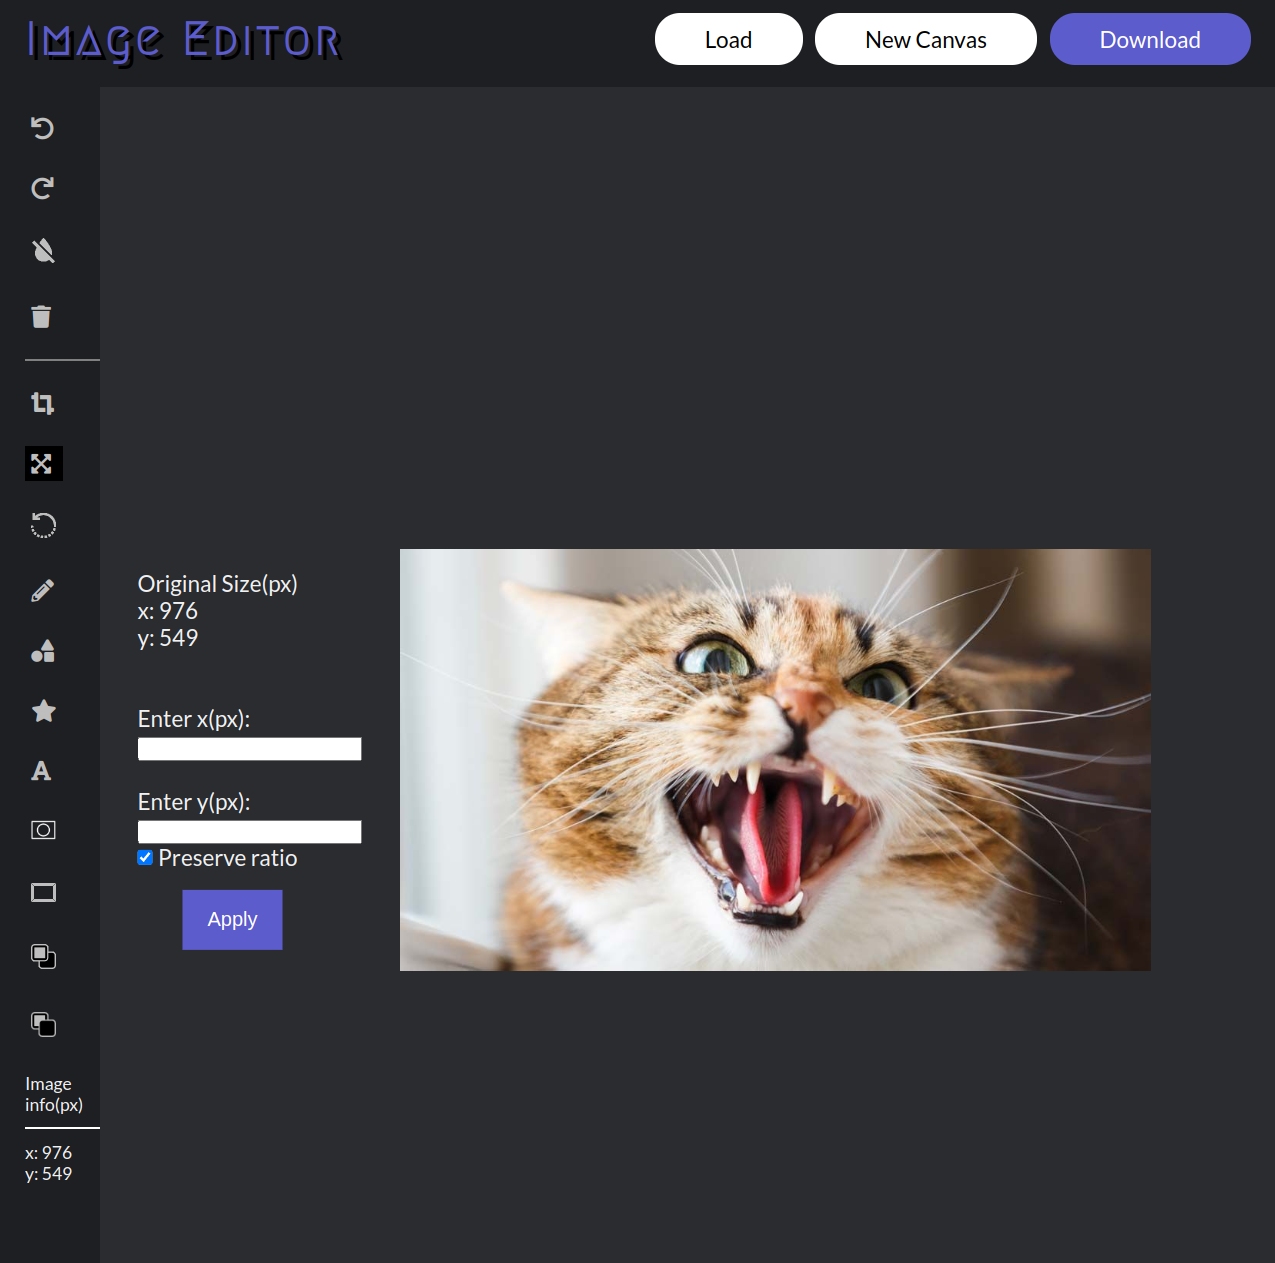 Image Editor
Load
New Canvas
Download
Original Size(px)
x: 976
y: 549
Enter x(px):
Enter y(px):
Preserve ratio
Apply
A
Image
info(px)
x: 976
y: 549